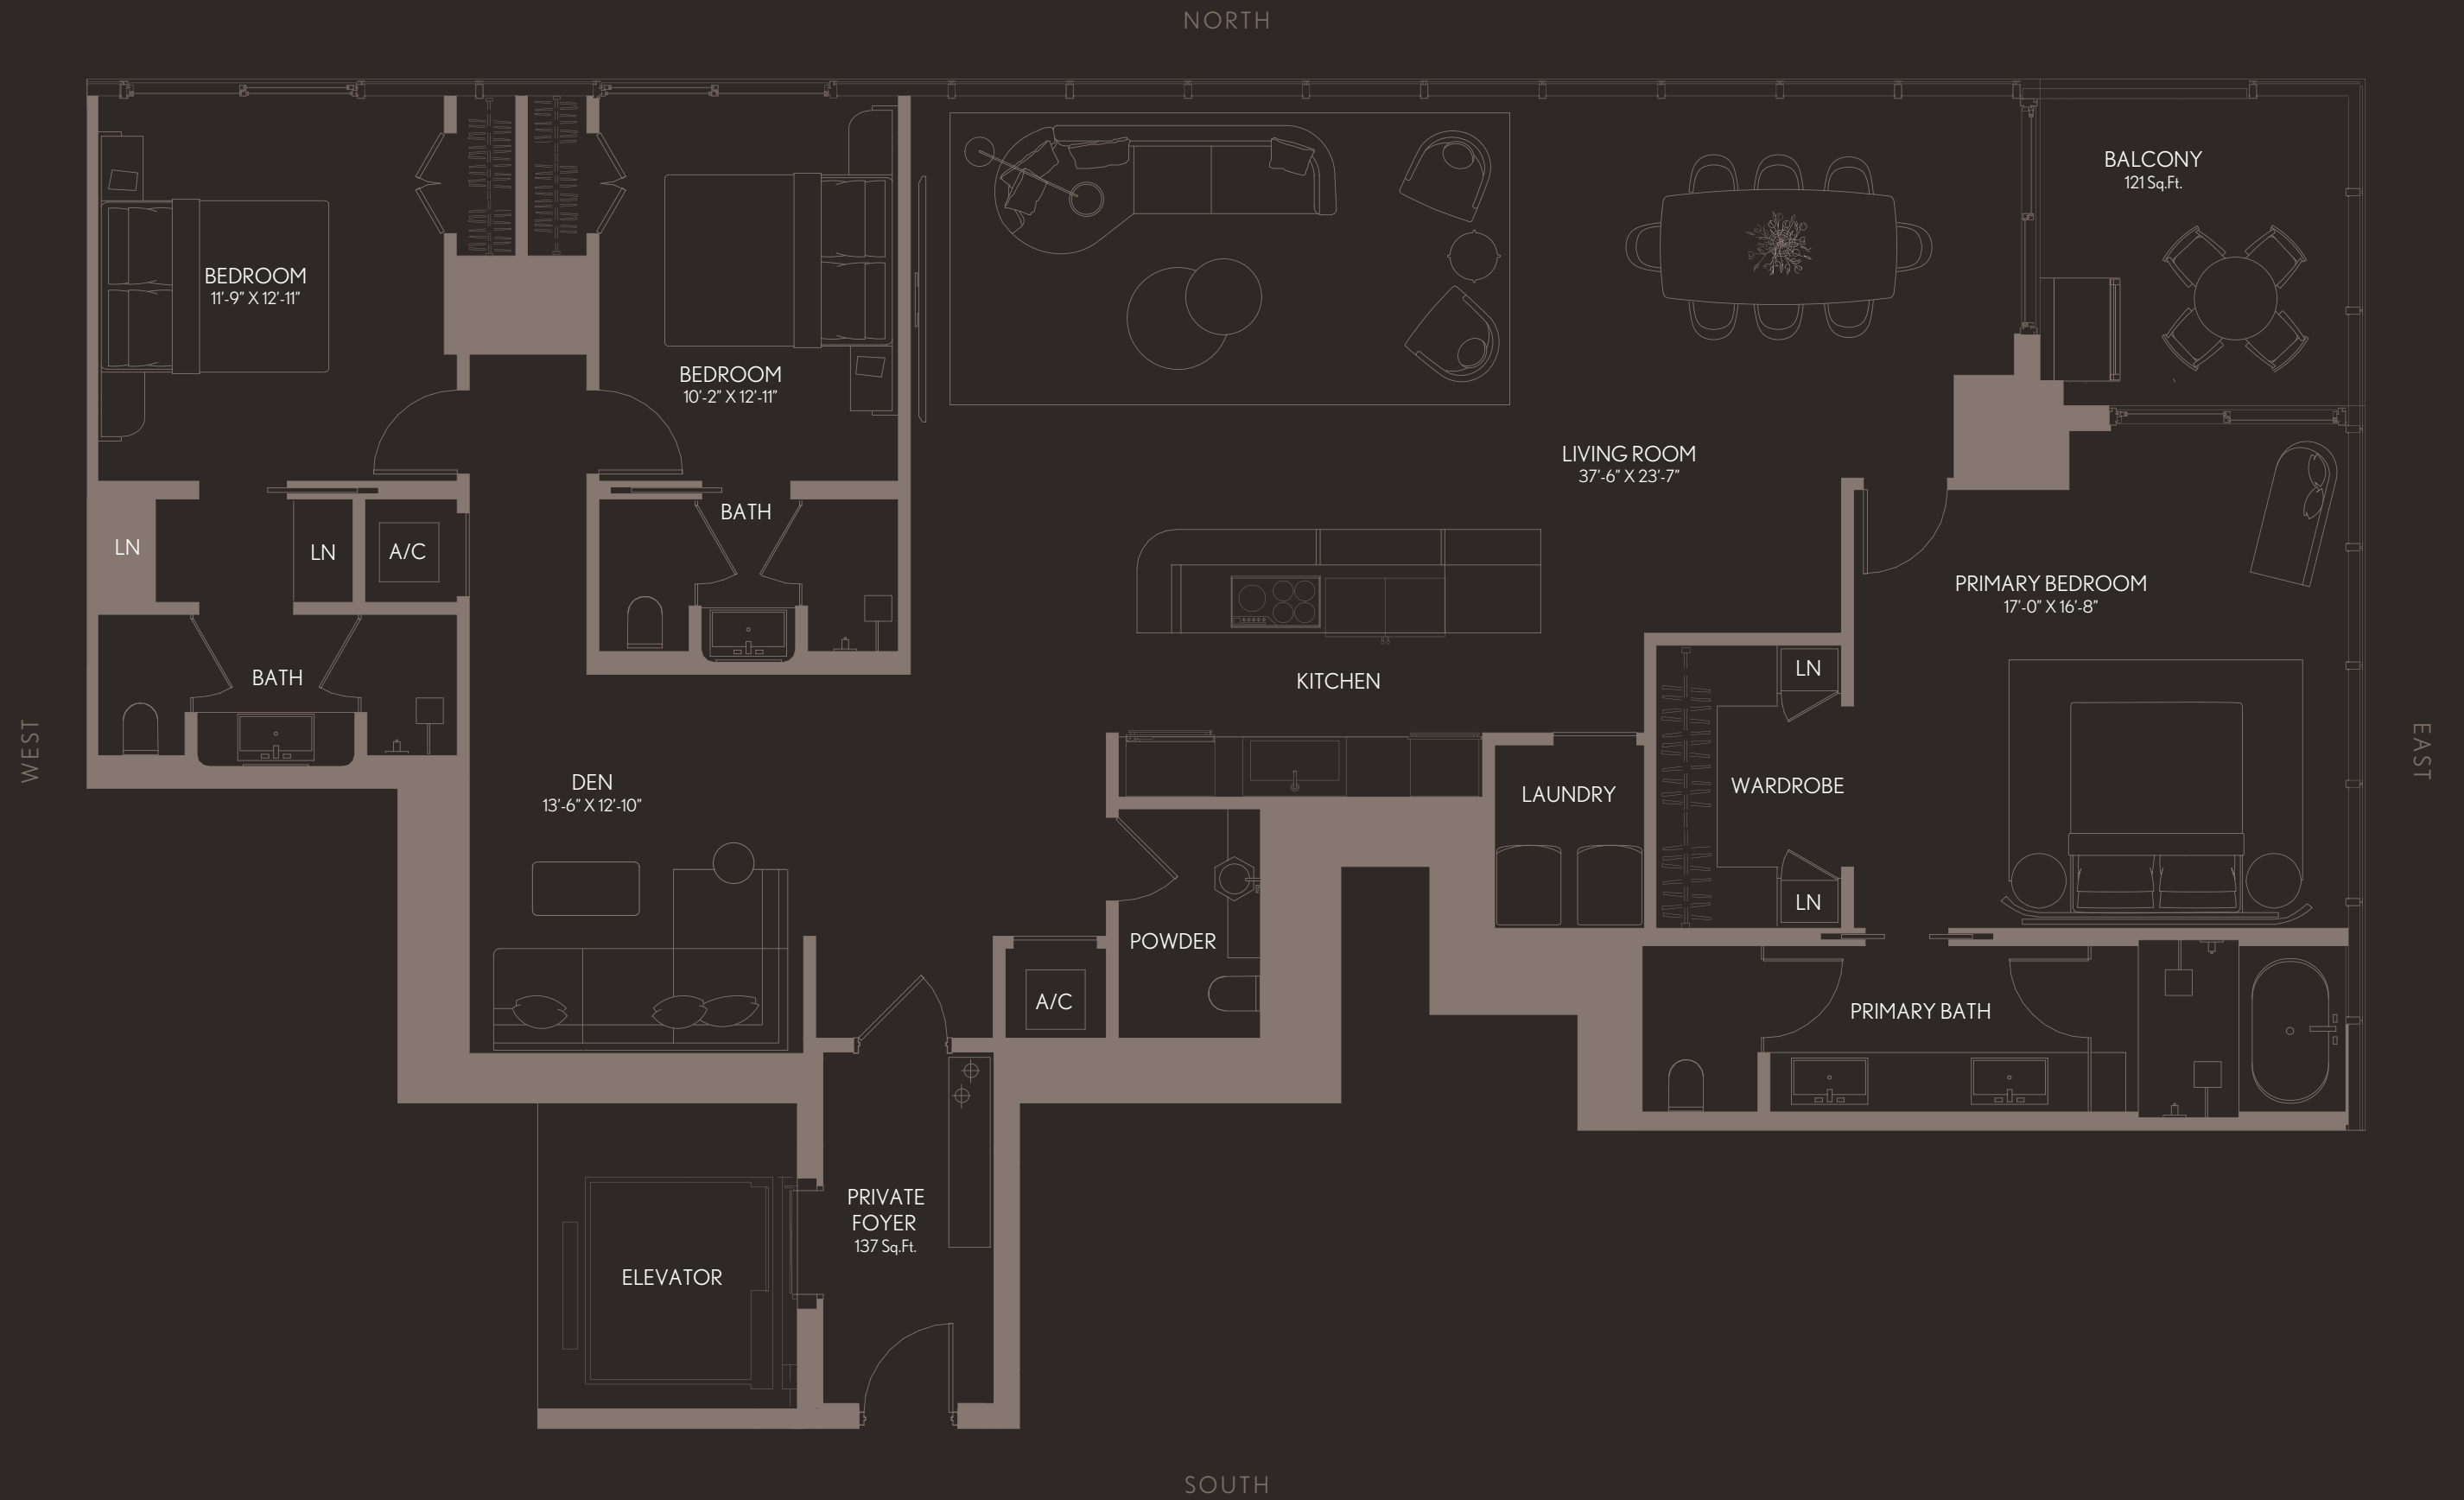 NORTH
BALCONY
121 Sq.Ft.
BEDROOM
11'-9" X 12'-11"
BEDROOM
10'-2" X 12'-11"
LIVING ROOM
37'-6" X 23'-7"
BATH
LN
LN
A/C
PRIMARY BEDROOM
17'-0" X 16'-8"
BATH
KITCHEN
LN
WEST
EAST
DEN
13'-6" X 12'-10"
LAUNDRY
WARDROBE
LN
POWDER
A/C
PRIMARY BATH
PRIVATE
FOYER
137 Sq.Ft.
ELEVATOR
SOUTH